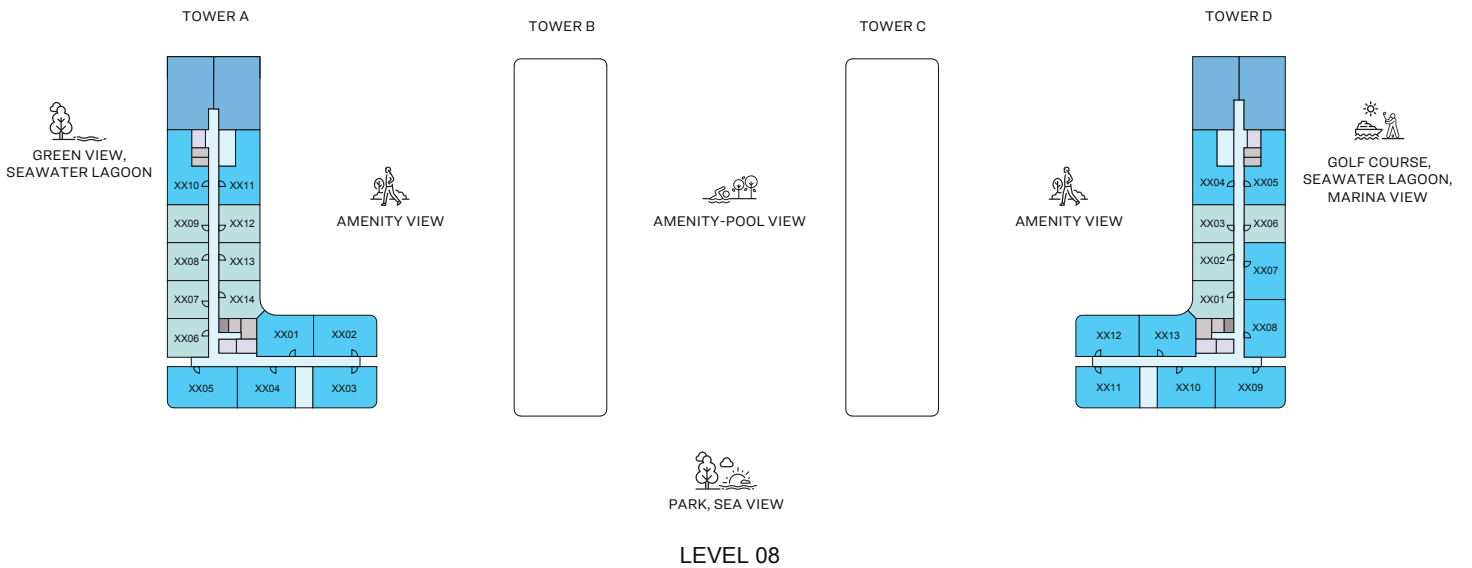 TOWER A
TOWER B
TOWER C
TOWER D
GREEN VIEW,
SEAWATER LAGOON
AMENITY VIEW
AMENITY-POOL VIEW
AMENITY VIEW
GOLF COURSE,
SEAWATER LAGOON,
MARINA VIEW
XX10
XX11
XX09
XX12
XX08
XX13
XX07
XX14
XX06
XX01
XX02
XX05
XX04
XX03
XX04
XX05
XX03
XX06
XX02
XX07
XX01
XX08
XX12
XX13
XX11
XX10
XX09
PARK, SEA VIEW
LEVEL 08